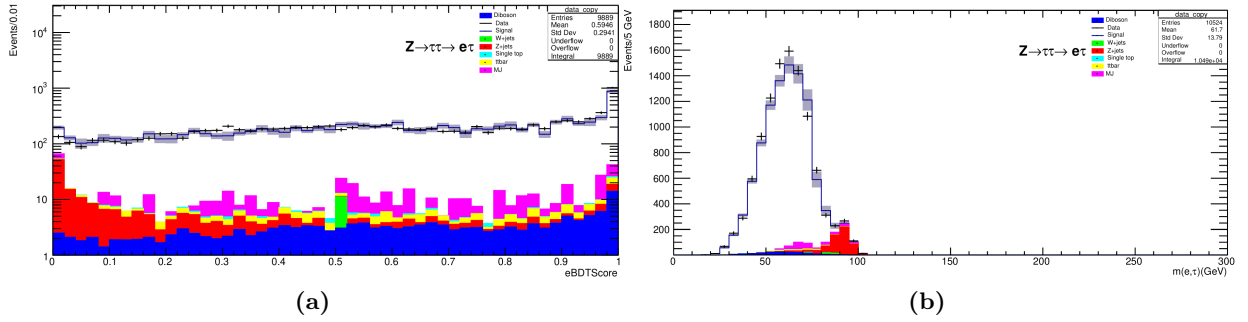 Events/0.01
10⁴
10³
10²
10
1
0 0.1 0.2 0.3 0.4 0.5 0.6 0.7 0.8 0.9 1
eBDTScore
Z→ττ→ eτ
Diboson
Data
Signal
W+jets
Z+jets
Single top
ttbar
MJ
data_copy
Entries 9889
Mean 0.5946
Std Dev 0.2941
Underflow 0
Overflow 0
Integral 9889
(a)
Events/5 GeV
1800
1600
1400
1200
1000
800
600
400
200
0 50 100 150 200 250 300
m(e,τ)(GeV)
Z→ττ→ eτ
Diboson
Data
Signal
W+jets
Z+jets
Single top
ttbar
MJ
data_copy
Entries 10524
Mean 61.7
Std Dev 13.79
Underflow 0
Overflow 0
Integral 1.049e+04
(b)